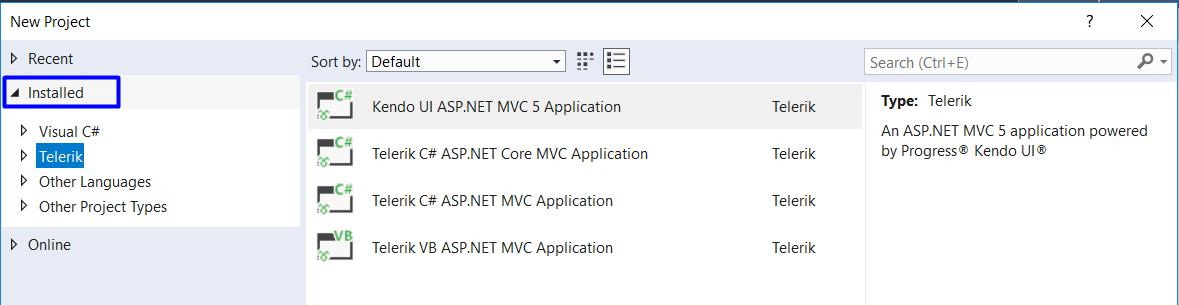 New Project
?
Recent
Installed
Visual C#
Telerik
Other Languages
Other Project Types
Online
Sort by: Default
C# Kendo UI ASP.NET MVC 5 Application Telerik
C# Telerik C# ASP.NET Core MVC Application Telerik
C# Telerik C# ASP.NET MVC Application Telerik
VB Telerik VB ASP.NET MVC Application Telerik
Search (Ctrl+E)
Type: Telerik
An ASP.NET MVC 5 application powered
by Progress® Kendo UI®